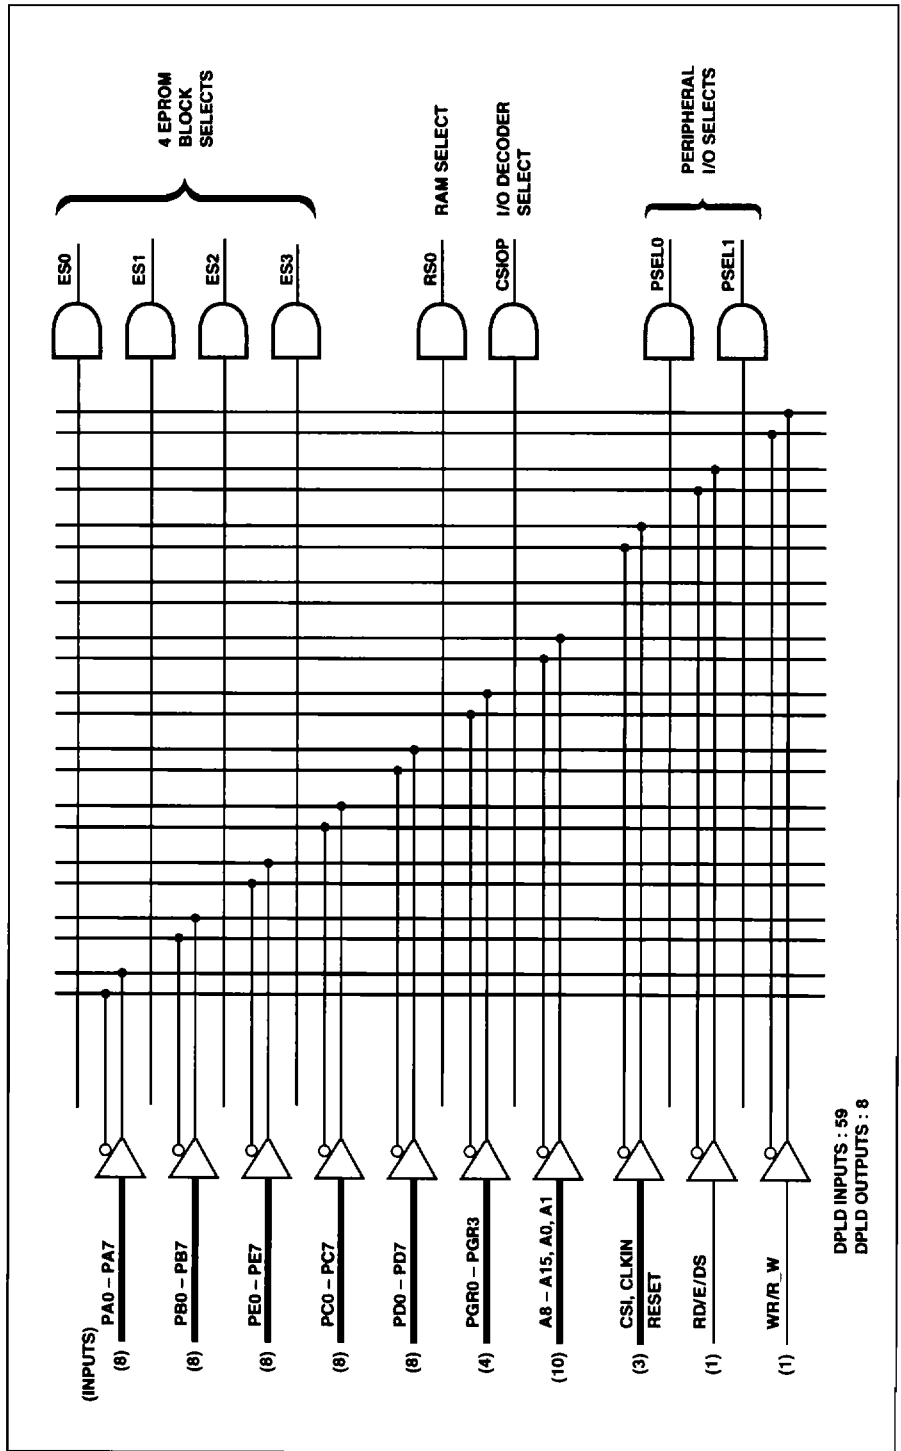 (INPUTS)
(8) PA0 – PA7
(8) PB0 – PB7
(8) PE0 – PE7
(8) PC0 – PC7
(8) PD0 – PD7
(4) PGR0 – PGR3
(10) A8 – A15, A0, A1
(3) CSI, CLKIN
RESET
(1) RD/E/DS
(1) WR/R_W
DPLD INPUTS : 59
DPLD OUTPUTS : 8
ES0
ES1
ES2
ES3
4 EPROM
BLOCK
SELECTS
RS0
RAM SELECT
CSIOP
I/O DECODER
SELECT
PSEL0
PSEL1
PERIPHERAL
I/O SELECTS